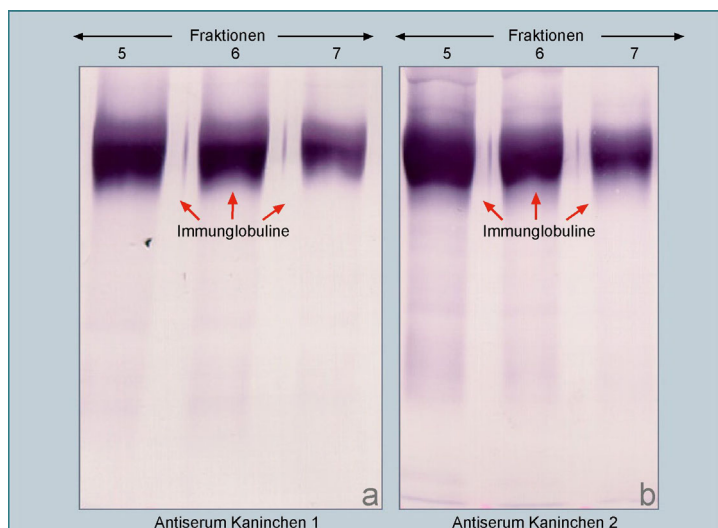 Fraktionen
5 6 7
Immunglobuline
a
Antiserum Kaninchen 1
Fraktionen
5 6 7
Immunglobuline
b
Antiserum Kaninchen 2